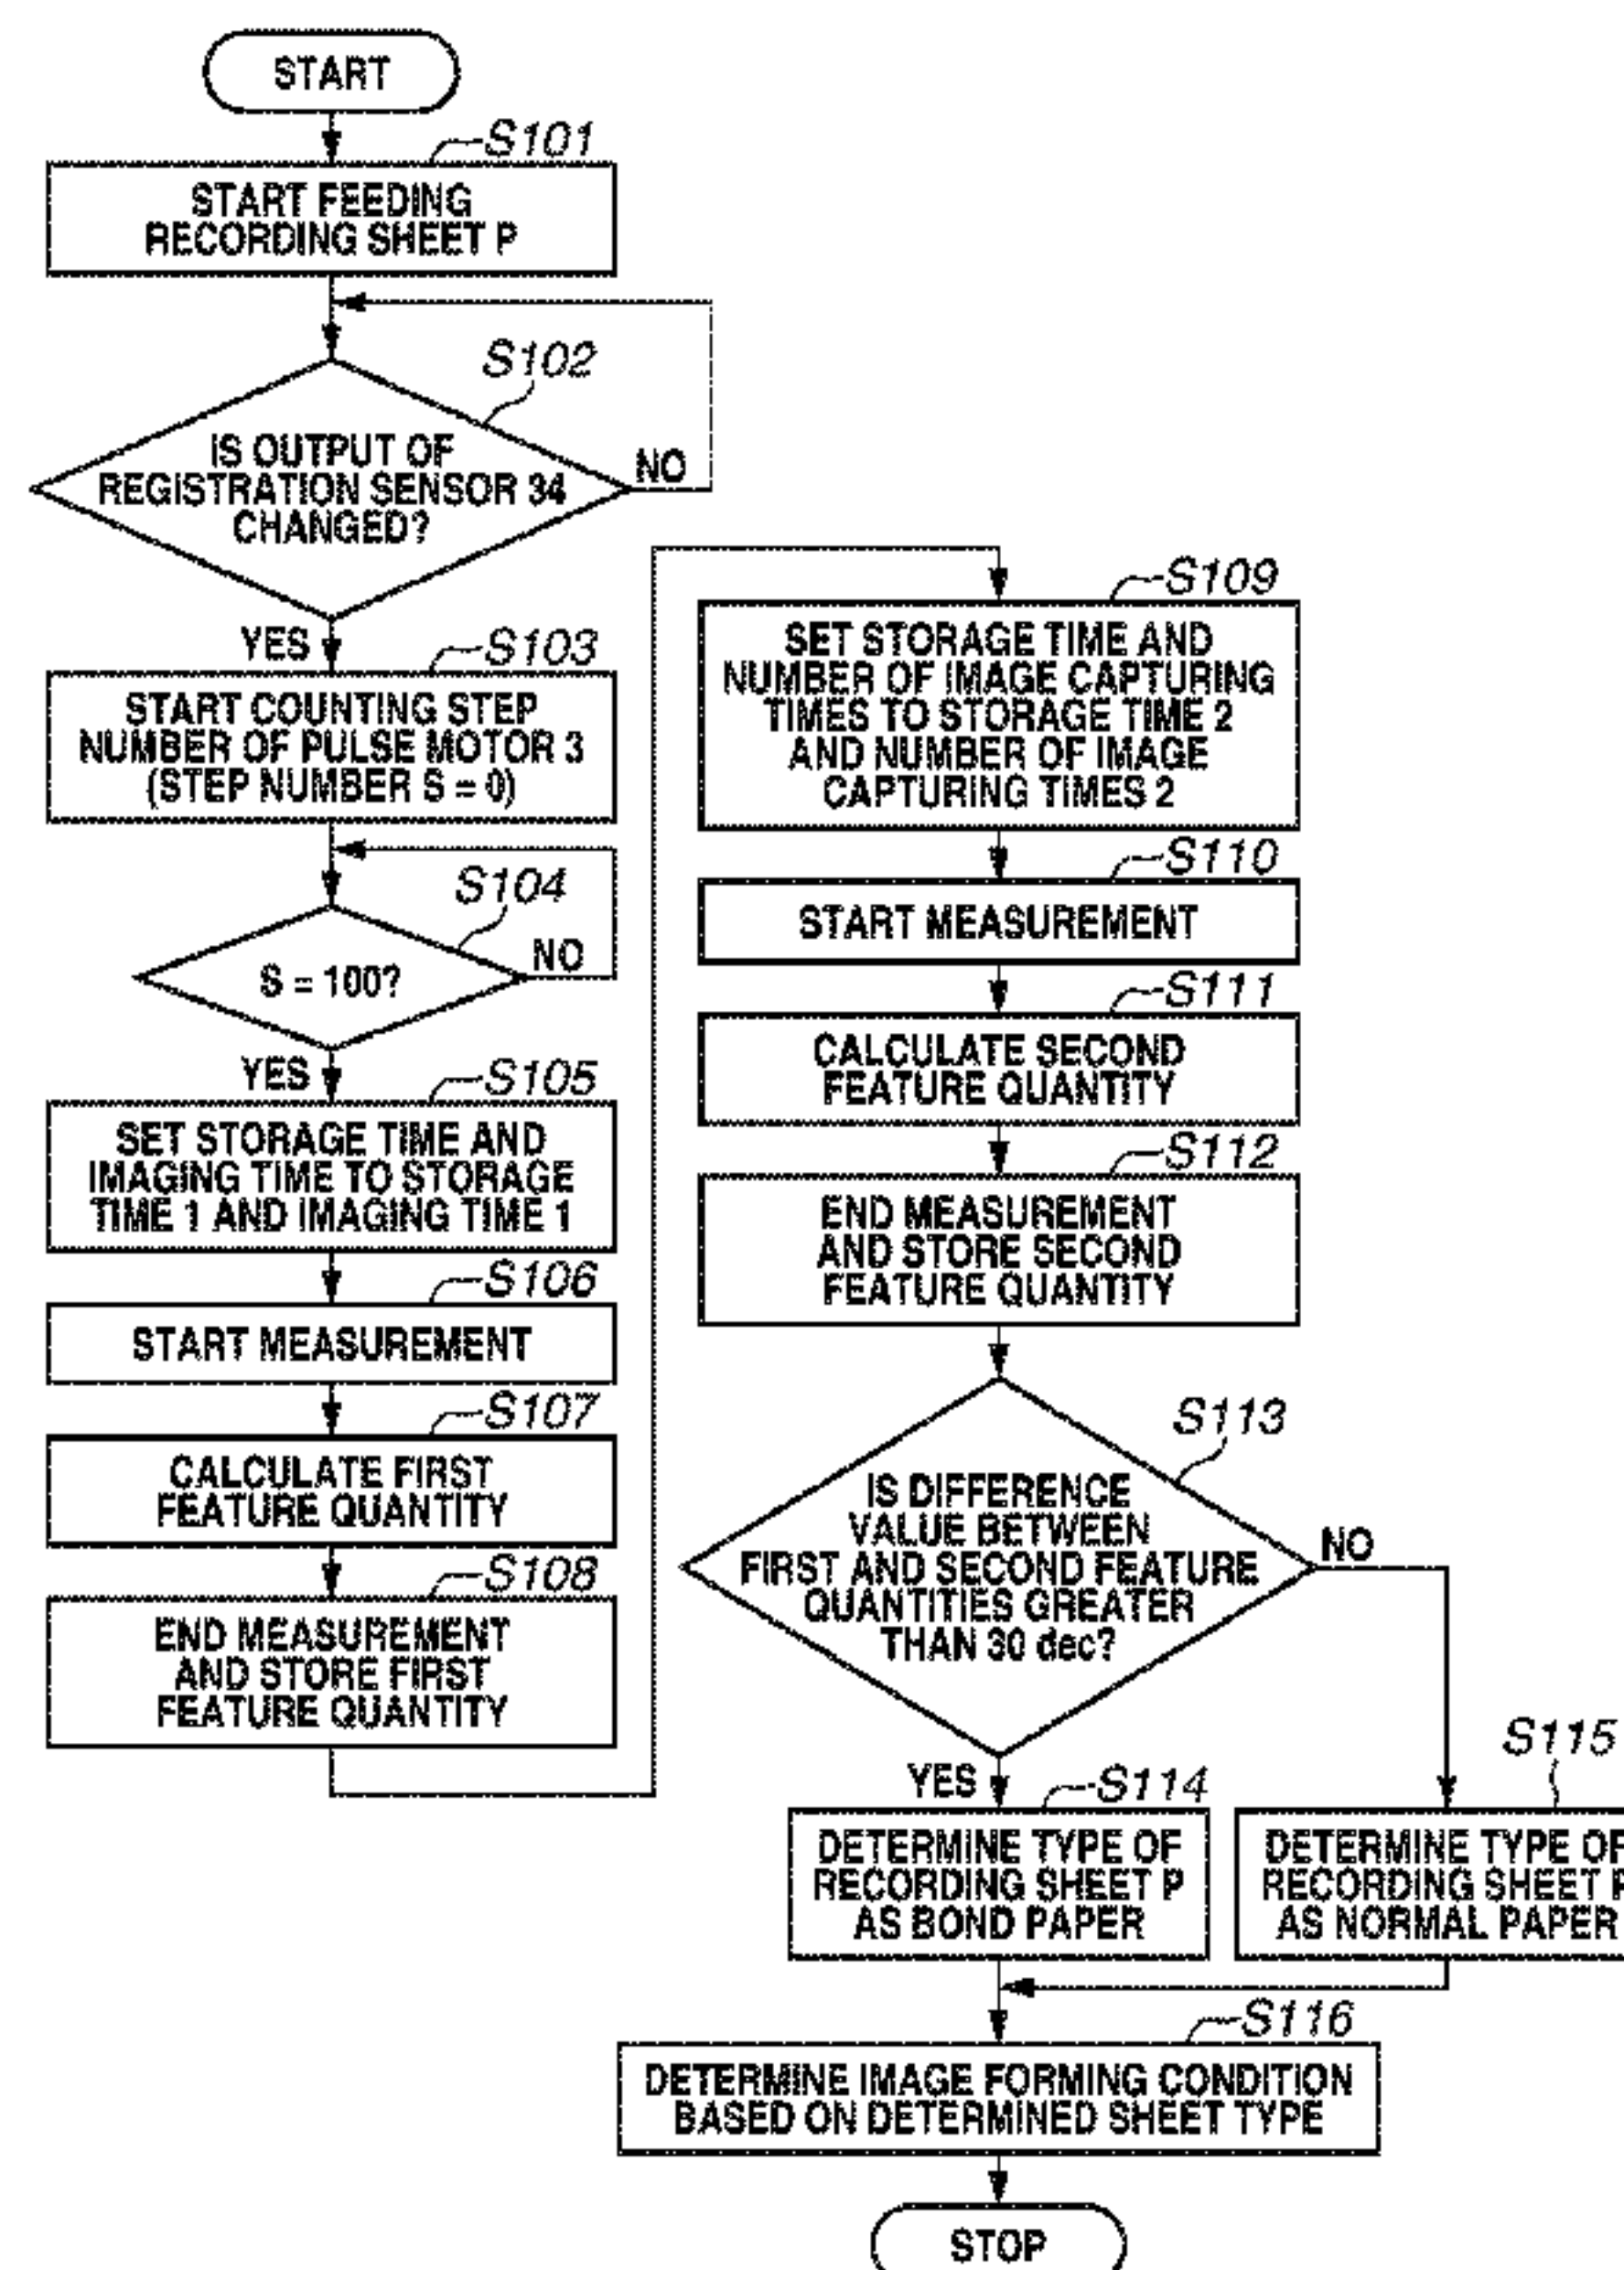 START
S101
START FEEDING
RECORDING SHEET P
S102
IS OUTPUT OF
REGISTRATION SENSOR 34
CHANGED?
NO
YES
S103
START COUNTING STEP
NUMBER OF PULSE MOTOR 3
(STEP NUMBER S = 0)
S104
S = 100?
NO
YES
S105
SET STORAGE TIME AND
IMAGING TIME TO STORAGE
TIME 1 AND IMAGING TIME 1
S106
START MEASUREMENT
S107
CALCULATE FIRST
FEATURE QUANTITY
S108
END MEASUREMENT
AND STORE FIRST
FEATURE QUANTITY
S109
SET STORAGE TIME AND
NUMBER OF IMAGE CAPTURING
TIMES TO STORAGE TIME 2
AND NUMBER OF IMAGE
CAPTURING TIMES 2
S110
START MEASUREMENT
S111
CALCULATE SECOND
FEATURE QUANTITY
S112
END MEASUREMENT
AND STORE SECOND
FEATURE QUANTITY
S113
IS DIFFERENCE
VALUE BETWEEN
FIRST AND SECOND FEATURE
QUANTITIES GREATER
THAN 30 dec?
NO
YES
S114
DETERMINE TYPE OF
RECORDING SHEET P
AS BOND PAPER
S115
DETERMINE TYPE OF
RECORDING SHEET P
AS NORMAL PAPER
S116
DETERMINE IMAGE FORMING CONDITION
BASED ON DETERMINED SHEET TYPE
STOP